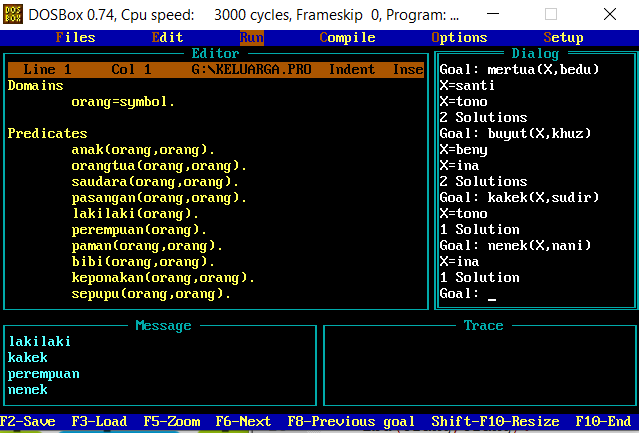 DOSBox 0.74, Cpu speed: 3000 cycles, Frameskip 0, Program: ...
Files Edit Run Compile Options Setup
Editor
Line 1 Col 1 G:\KELUARGA.PRO Indent Inse
Domains
orang=symbol.
Predicates
anak(orang,orang).
orangtua(orang,orang).
saudara(orang,orang).
pasangan(orang,orang).
lakilaki(orang).
perempuan(orang).
paman(orang,orang).
bibi(orang,orang).
keponakan(orang,orang).
sepupu(orang,orang).
Dialog
Goal: mertua(X,bedu)
X=santi
X=tono
2 Solutions
Goal: buyut(X,khuz)
X=beny
X=ina
2 Solutions
Goal: kakek(X,sudir)
X=tono
1 Solution
Goal: nenek(X,nani)
X=ina
1 Solution
Goal: _
Message
lakilaki
kakek
perempuan
nenek
Trace
F2-Save F3-Load F5-Zoom F6-Next F8-Previous goal Shift-F10-Resize F10-End